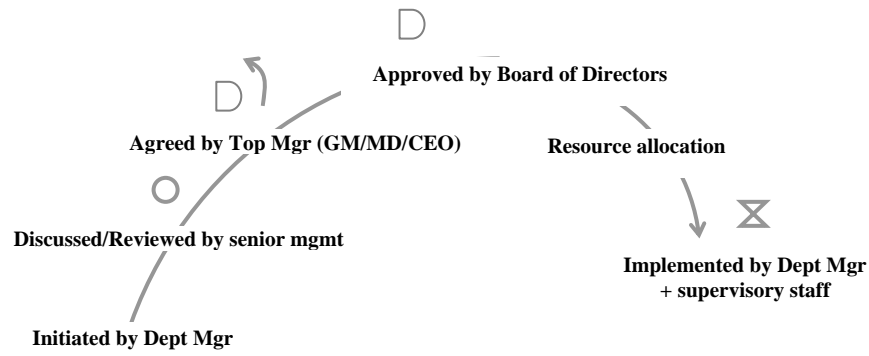 D
Approved by Board of Directors
D
Agreed by Top Mgr (GM/MD/CEO)
Resource allocation
Discussed/Reviewed by senior mgmt
Implemented by Dept Mgr
+ supervisory staff
Initiated by Dept Mgr